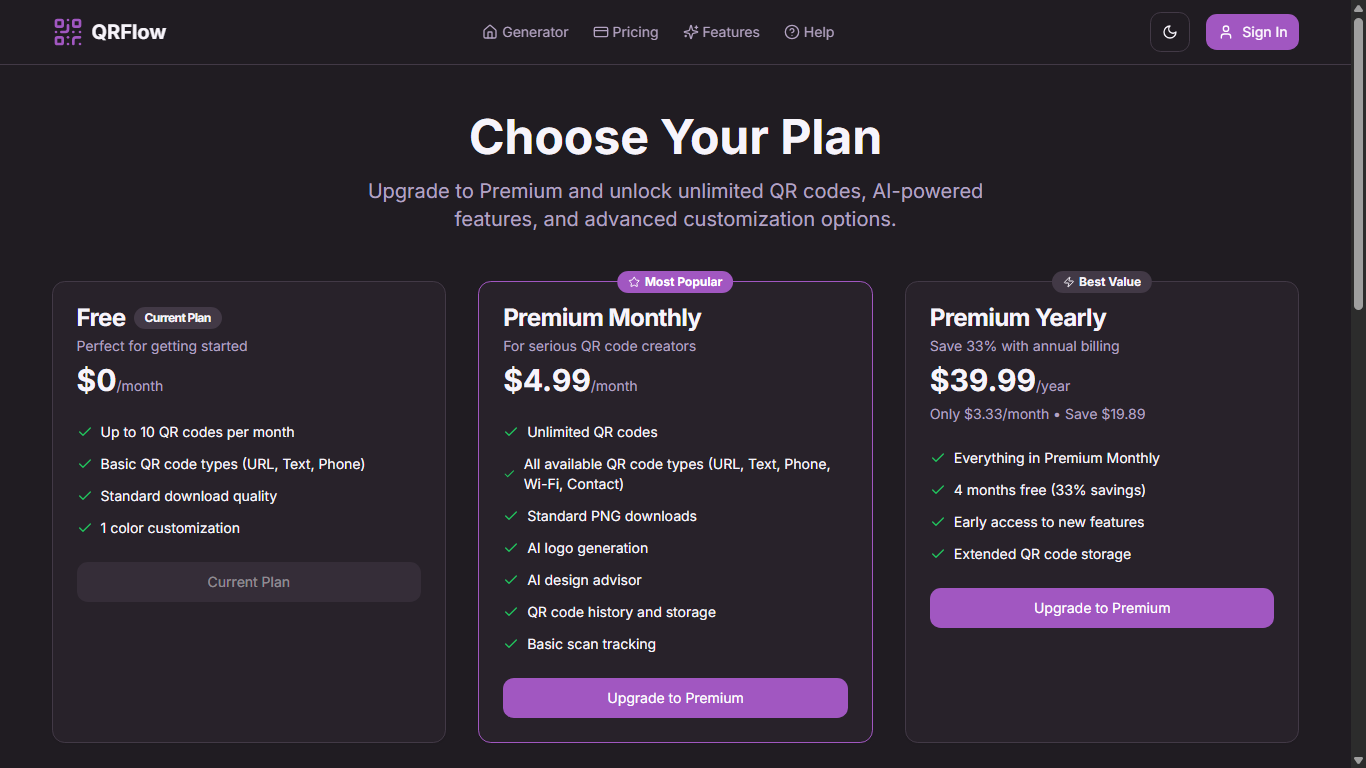 QRFlow
Generator
Pricing
Features
Help
Sign In
Choose Your Plan
Upgrade to Premium and unlock unlimited QR codes, AI-powered
features, and advanced customization options.
Free
Current Plan
Perfect for getting started
$0/month
Up to 10 QR codes per month
Basic QR code types (URL, Text, Phone)
Standard download quality
1 color customization
Current Plan
Most Popular
Premium Monthly
For serious QR code creators
$4.99/month
Unlimited QR codes
All available QR code types (URL, Text, Phone,
Wi-Fi, Contact)
Standard PNG downloads
AI logo generation
AI design advisor
QR code history and storage
Basic scan tracking
Upgrade to Premium
Best Value
Premium Yearly
Save 33% with annual billing
$39.99/year
Only $3.33/month • Save $19.89
Everything in Premium Monthly
4 months free (33% savings)
Early access to new features
Extended QR code storage
Upgrade to Premium